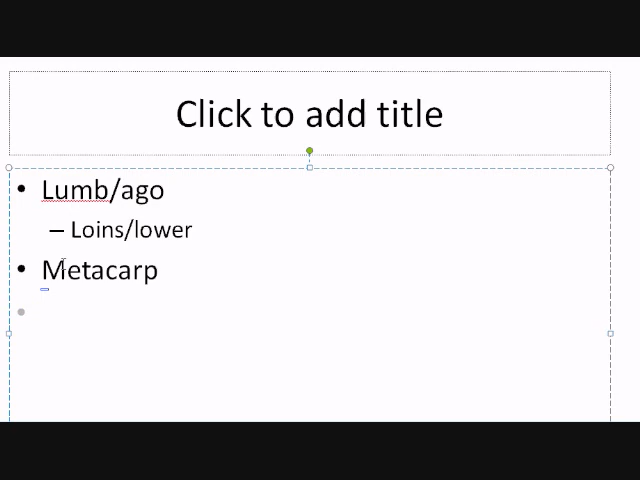 Click to add title
• Lumb/ago
– Loins/lower
• Metacarp